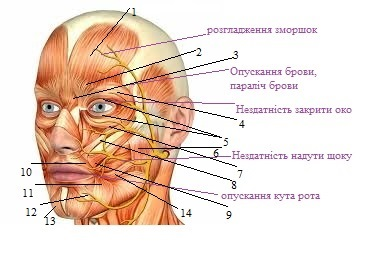 1
розгладження зморшок
2
3
Опускання брови,
параліч брови
Нездатність закрити око
4
5
6
Нездатність надути щоку
7
10
8
11
опускання кута рота
12
14
9
13